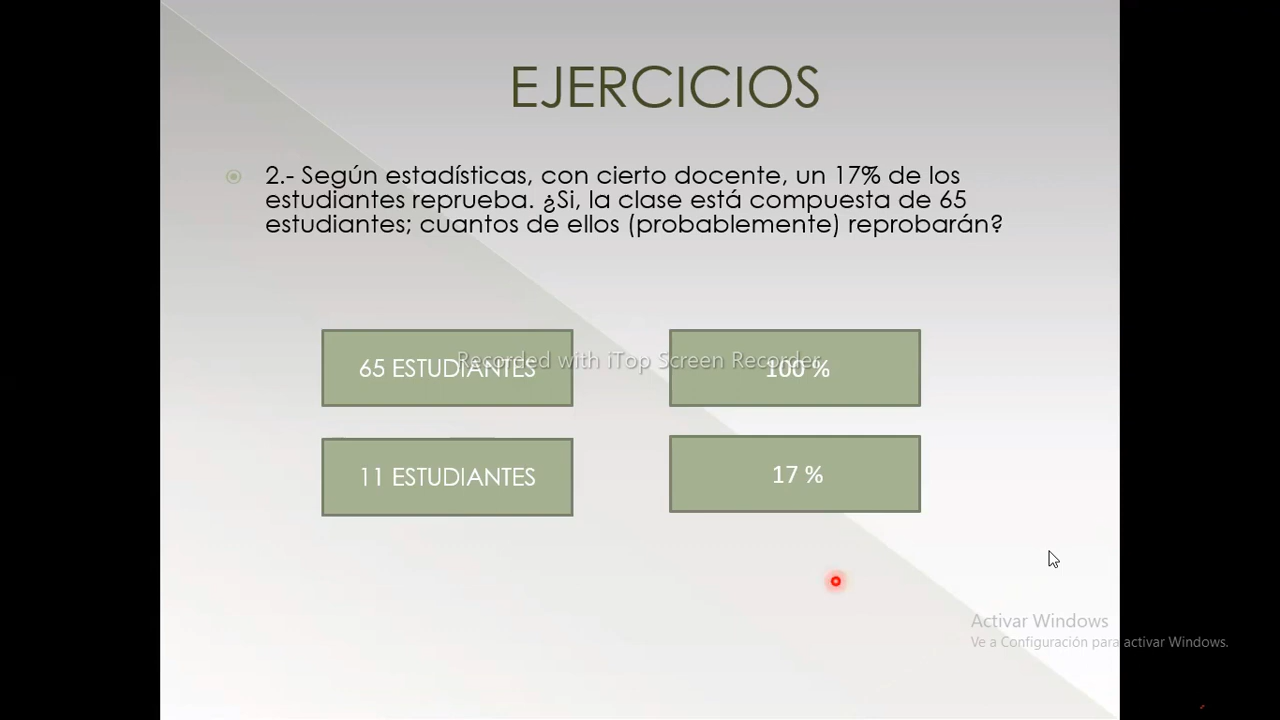 EJERCICIOS
2.- Según estadísticas, con cierto docente, un 17% de los
estudiantes reprueba. ¿Si, la clase está compuesta de 65
estudiantes; cuantos de ellos (probablemente) reprobarán?
Recorded with iTop Screen Recorder
65 ESTUDIANTES
100 %
11 ESTUDIANTES
17 %
Activar Windows
Ve a Configuración para activar Windows.